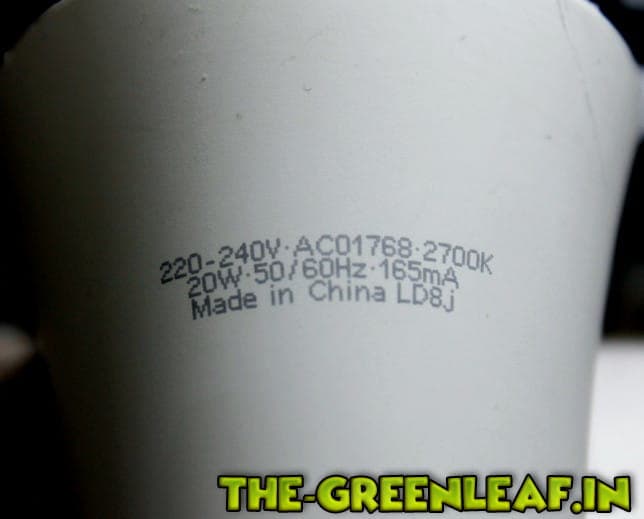 220-240V·AC01768·2700K
20W·50/60Hz·165mA
Made in China LD8j
THE-GREENLEAF.IN